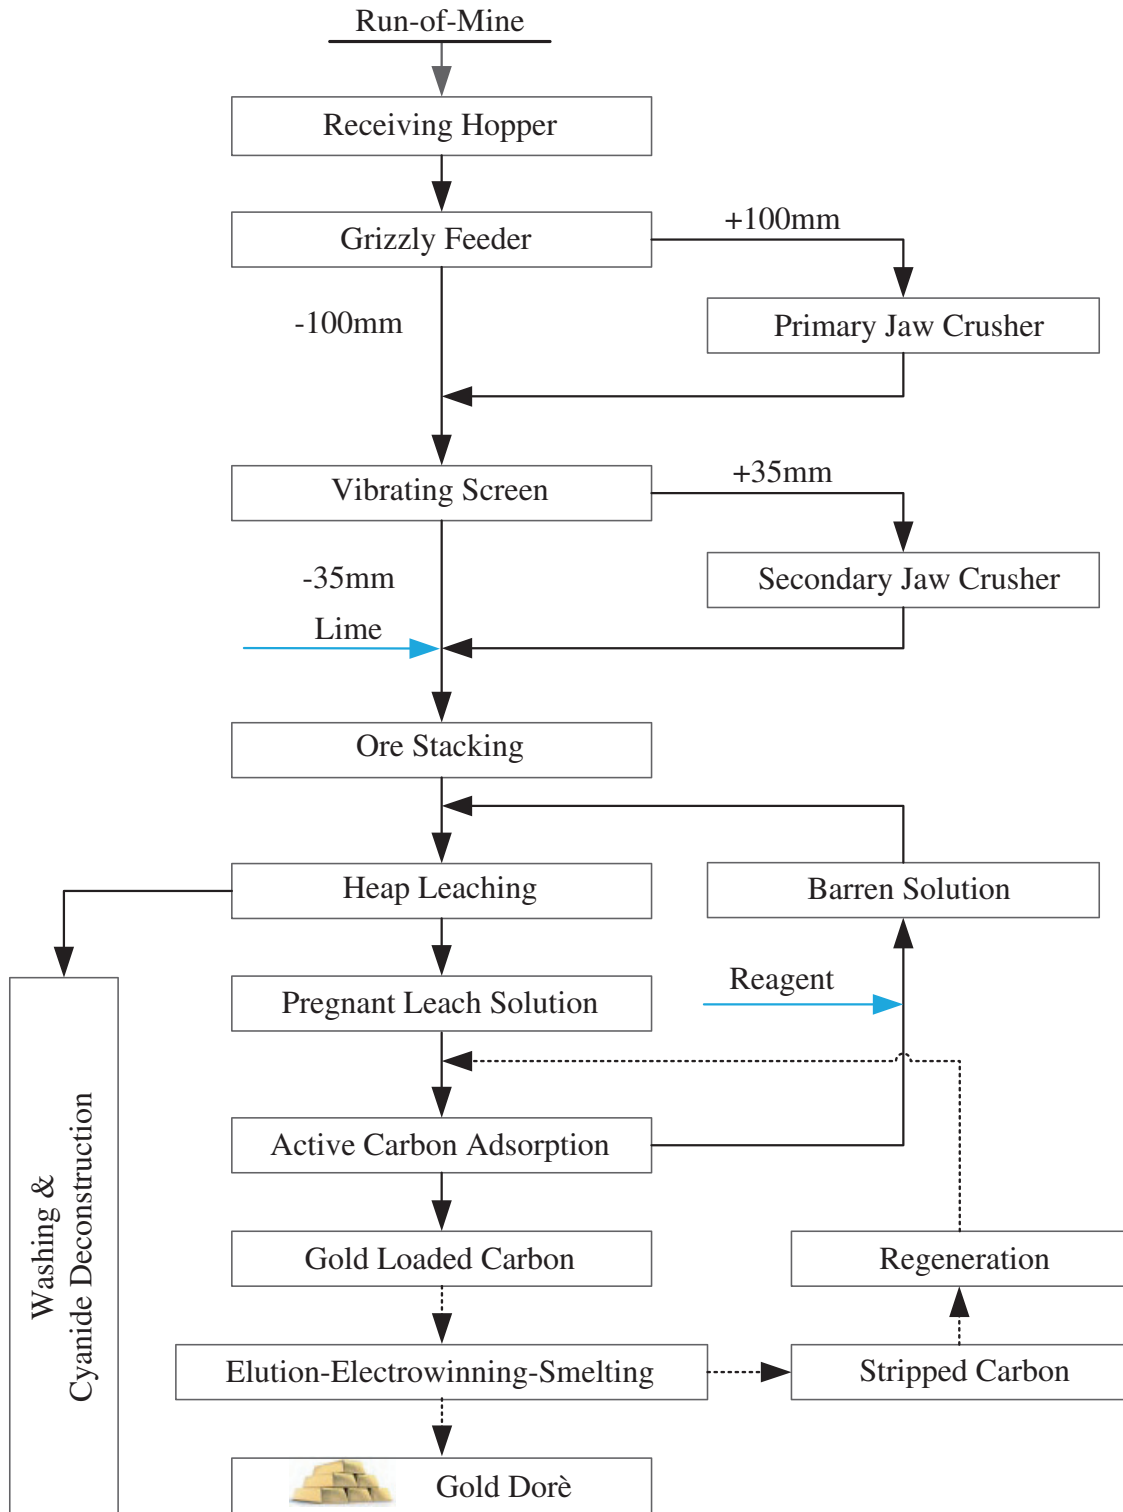 Run-of-Mine
Receiving Hopper
Grizzly Feeder
+100mm
-100mm
Primary Jaw Crusher
Vibrating Screen
+35mm
-35mm
Secondary Jaw Crusher
Lime
Ore Stacking
Heap Leaching
Barren Solution
Pregnant Leach Solution
Reagent
Active Carbon Adsorption
Washing &
Cyanide Deconstruction
Gold Loaded Carbon
Regeneration
Elution-Electrowinning-Smelting
Stripped Carbon
Gold Dorè